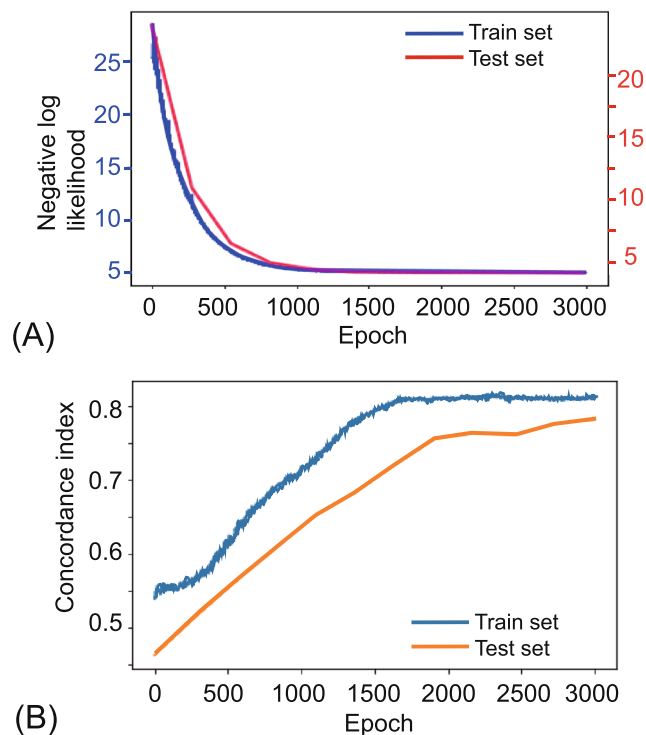 Train set
Test set
25
20
15
10
5
20
15
10
5
Negative log
likelihood
0 500 1000 1500 2000 2500 3000
Epoch
(A)
0.8
0.7
0.6
0.5
Concordance index
Train set
Test set
0 500 1000 1500 2000 2500 3000
Epoch
(B)